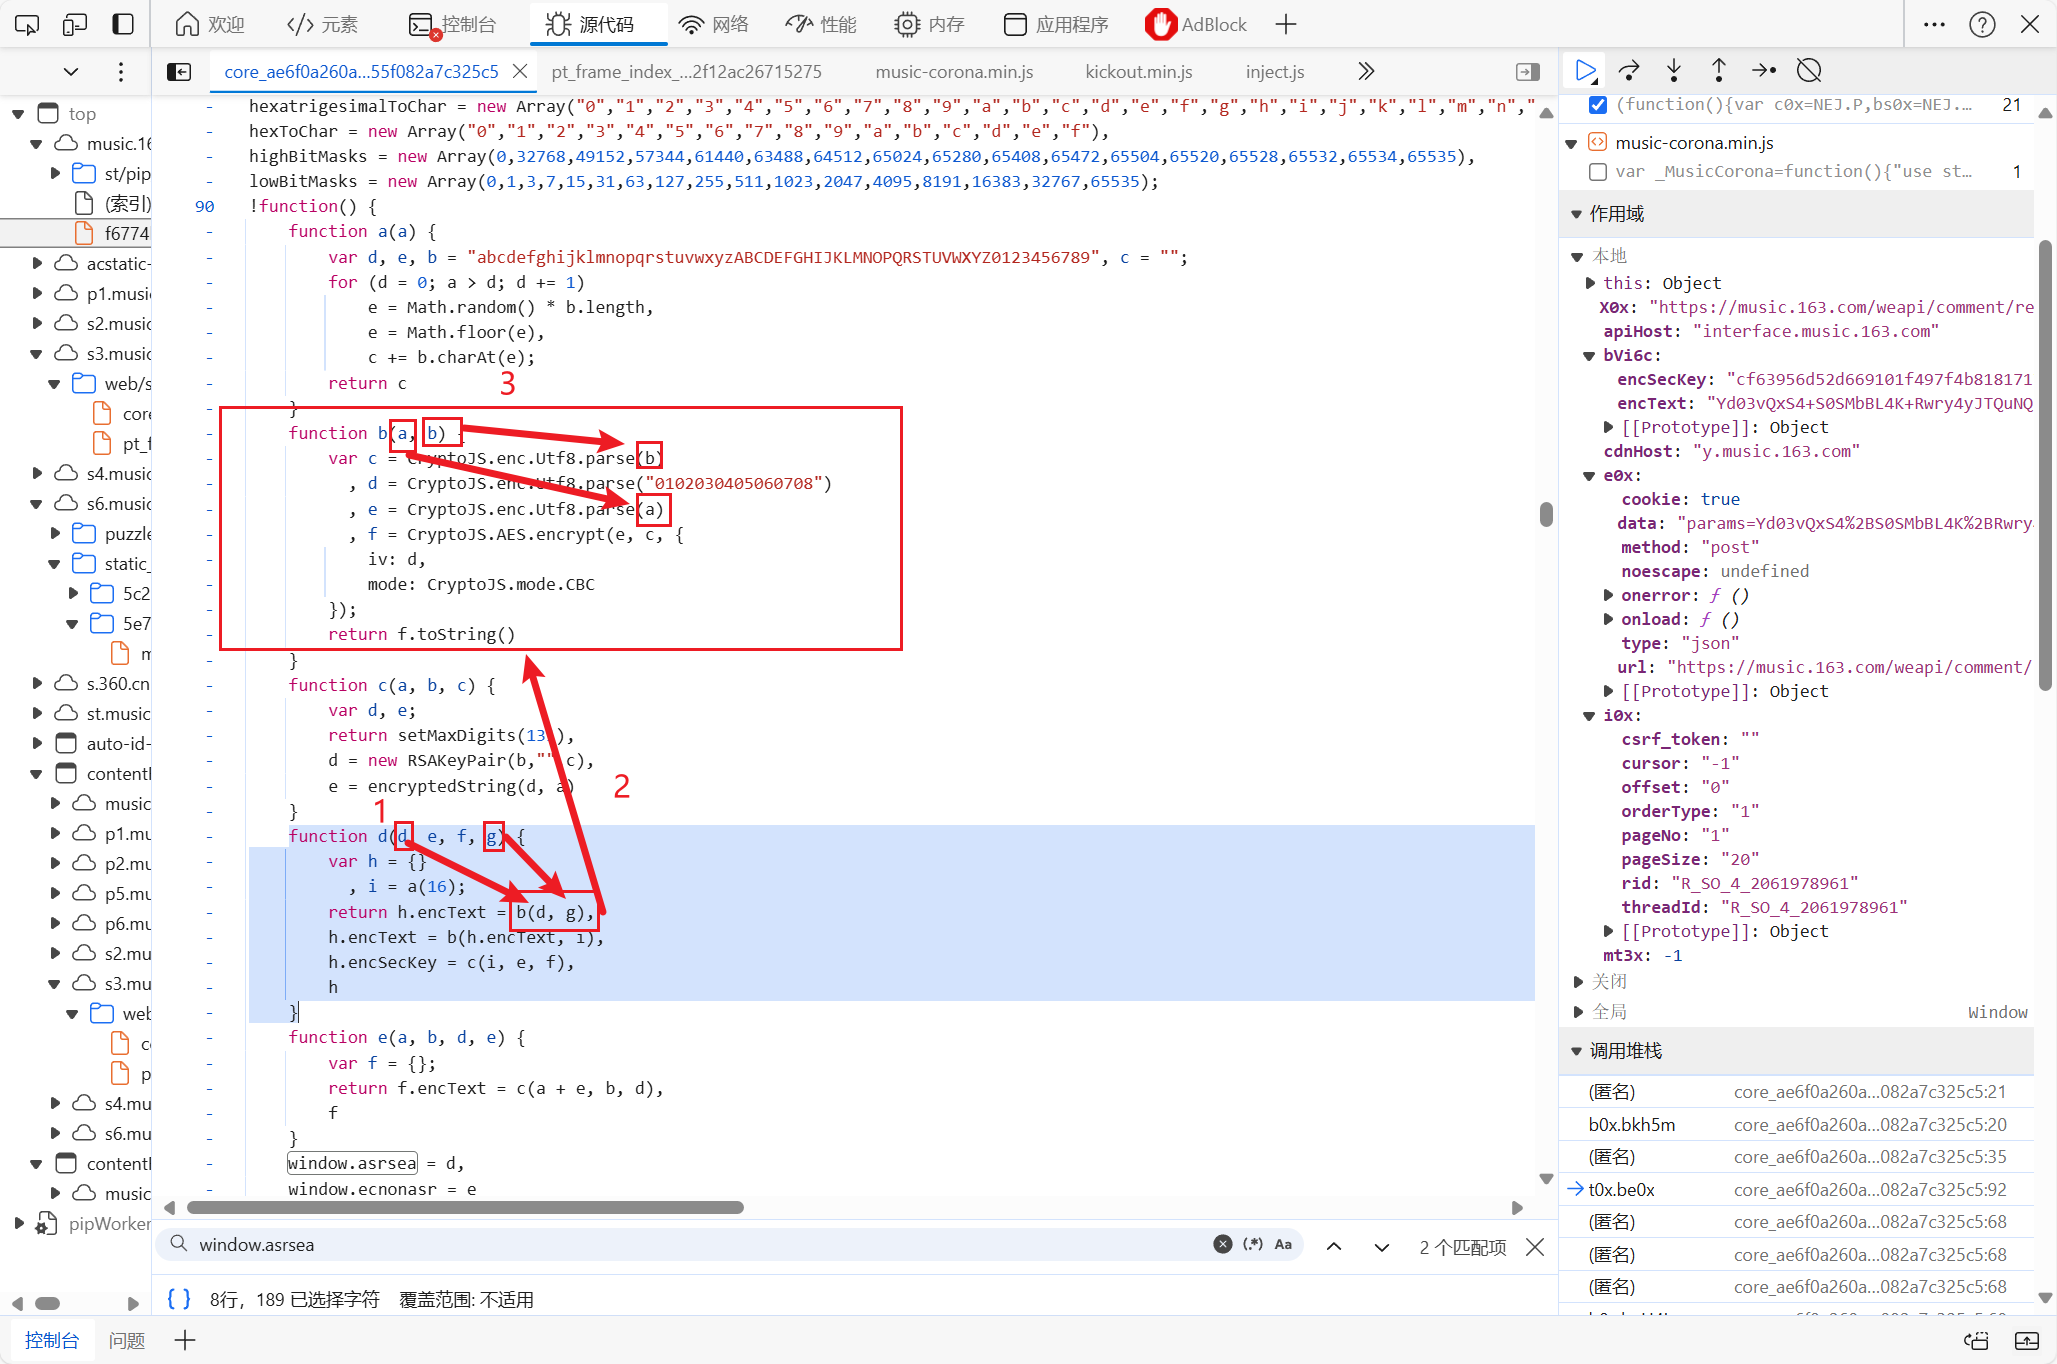 欢迎 元素 控制台 源代码 网络 性能 内存 应用程序 AdBlock
core_ae6f0a260a...55f082a7c325c5 pt_frame_index_...2f12ac26715275 music-corona.min.js kickout.min.js inject.js
top
music.16
st/pip
(索引)
f6774
acstatic-
p1.music
s2.music
s3.music
web/s
core
pt_f
s4.music
s6.music
puzzle
static_
5c2
5e7
m
s.360.cn
st.music
auto-id-
contentl
music
p1.mu
p2.mu
p5.mu
p6.mu
s2.mu
s3.mu
web
c
p
s4.mu
s6.mu
contentl
music
pipWorker
- hexatrigesimalToChar = new Array("0","1","2","3","4","5","6","7","8","9","a","b","c","d","e","f","g","h","i","j","k","l","m","n","
- hexToChar = new Array("0","1","2","3","4","5","6","7","8","9","a","b","c","d","e","f"),
- highBitMasks = new Array(0,32768,49152,57344,61440,63488,64512,65024,65280,65408,65472,65504,65520,65528,65532,65534,65535),
- lowBitMasks = new Array(0,1,3,7,15,31,63,127,255,511,1023,2047,4095,8191,16383,32767,65535);
90 !function() {
- function a(a) {
- var d, e, b = "abcdefghijklmnopqrstuvwxyzABCDEFGHIJKLMNOPQRSTUVWXYZ0123456789", c = "";
- for (d = 0; a > d; d += 1)
- e = Math.random() * b.length,
- e = Math.floor(e),
- c += b.charAt(e);
- return c
3
- }
- function b(a, b) {
- var c = CryptoJS.enc.Utf8.parse(b)
- , d = CryptoJS.enc.Utf8.parse("0102030405060708")
- , e = CryptoJS.enc.Utf8.parse(a)
- , f = CryptoJS.AES.encrypt(e, c, {
- iv: d,
- mode: CryptoJS.mode.CBC
- });
- return f.toString()
- }
- function c(a, b, c) {
- var d, e;
- return setMaxDigits(13 ),
- d = new RSAKeyPair(b,"" c),
- e = encryptedString(d, a)
2
1
- }
- function d(d, e, f, g) {
- var h = {}
- , i = a(16);
- return h.encText = b(d, g),
- h.encText = b(h.encText, i),
- h.encSecKey = c(i, e, f),
- h
- }
- function e(a, b, d, e) {
- var f = {};
- return f.encText = c(a + e, b, d),
- f
- }
- window.asrsea = d,
- window.ecnonasr = e
window.asrsea (.*) Aa 2 个匹配项
{ } 8行，189 已选择字符 覆盖范围: 不适用
(function(){var c0x=NEJ.P,bs0x=NEJ.... 21
music-corona.min.js
var _MusicCorona=function(){"use st... 1
作用域
本地
this: Object
X0x: "https://music.163.com/weapi/comment/re
apiHost: "interface.music.163.com"
bVi6c:
encSecKey: "cf63956d52d669101f497f4b818171
encText: "Yd03vQxS4+S0SMbBL4K+Rwry4yJTQuNQ
[[Prototype]]: Object
cdnHost: "y.music.163.com"
e0x:
cookie: true
data: "params=Yd03vQxS4%2BS0SMbBL4K%2BRwry
method: "post"
noescape: undefined
onerror: ƒ ()
onload: ƒ ()
type: "json"
url: "https://music.163.com/weapi/comment/
[[Prototype]]: Object
i0x:
csrf_token: ""
cursor: "-1"
offset: "0"
orderType: "1"
pageNo: "1"
pageSize: "20"
rid: "R_SO_4_2061978961"
threadId: "R_SO_4_2061978961"
[[Prototype]]: Object
mt3x: -1
关闭
全局 Window
调用堆栈
(匿名) core_ae6f0a260a...082a7c325c5:21
b0x.bkh5m core_ae6f0a260a...082a7c325c5:20
(匿名) core_ae6f0a260a...082a7c325c5:35
t0x.be0x core_ae6f0a260a...082a7c325c5:92
(匿名) core_ae6f0a260a...082a7c325c5:68
(匿名) core_ae6f0a260a...082a7c325c5:68
(匿名) core_ae6f0a260a...082a7c325c5:68
控制台 问题